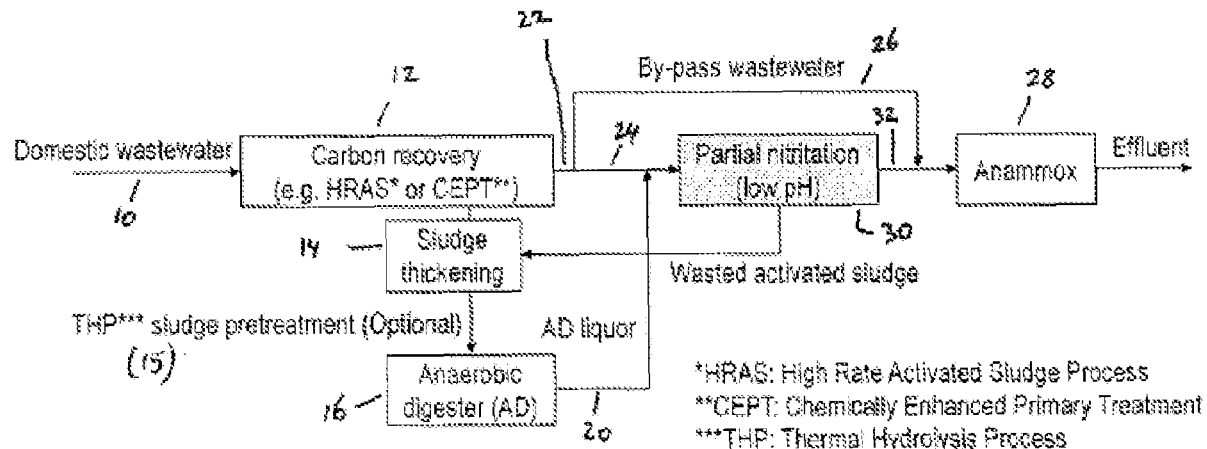 22
26
By-pass wastewater
28
12
24
32
Domestic wastewater
Carbon recovery
(e.g. HRAS* or CEPT**)
Partial nitritation
(low pH)
Anammox
Effluent
10
14
30
Sludge
thickening
Wasted activated sludge
THP*** sludge pretreatment (Optional)
(15)
AD liquor
Anaerobic
digester (AD)
16
20
*HRAS: High Rate Activated Sludge Process
**CEPT: Chemically Enhanced Primary Treatment
***THP: Thermal Hydrolysis Process